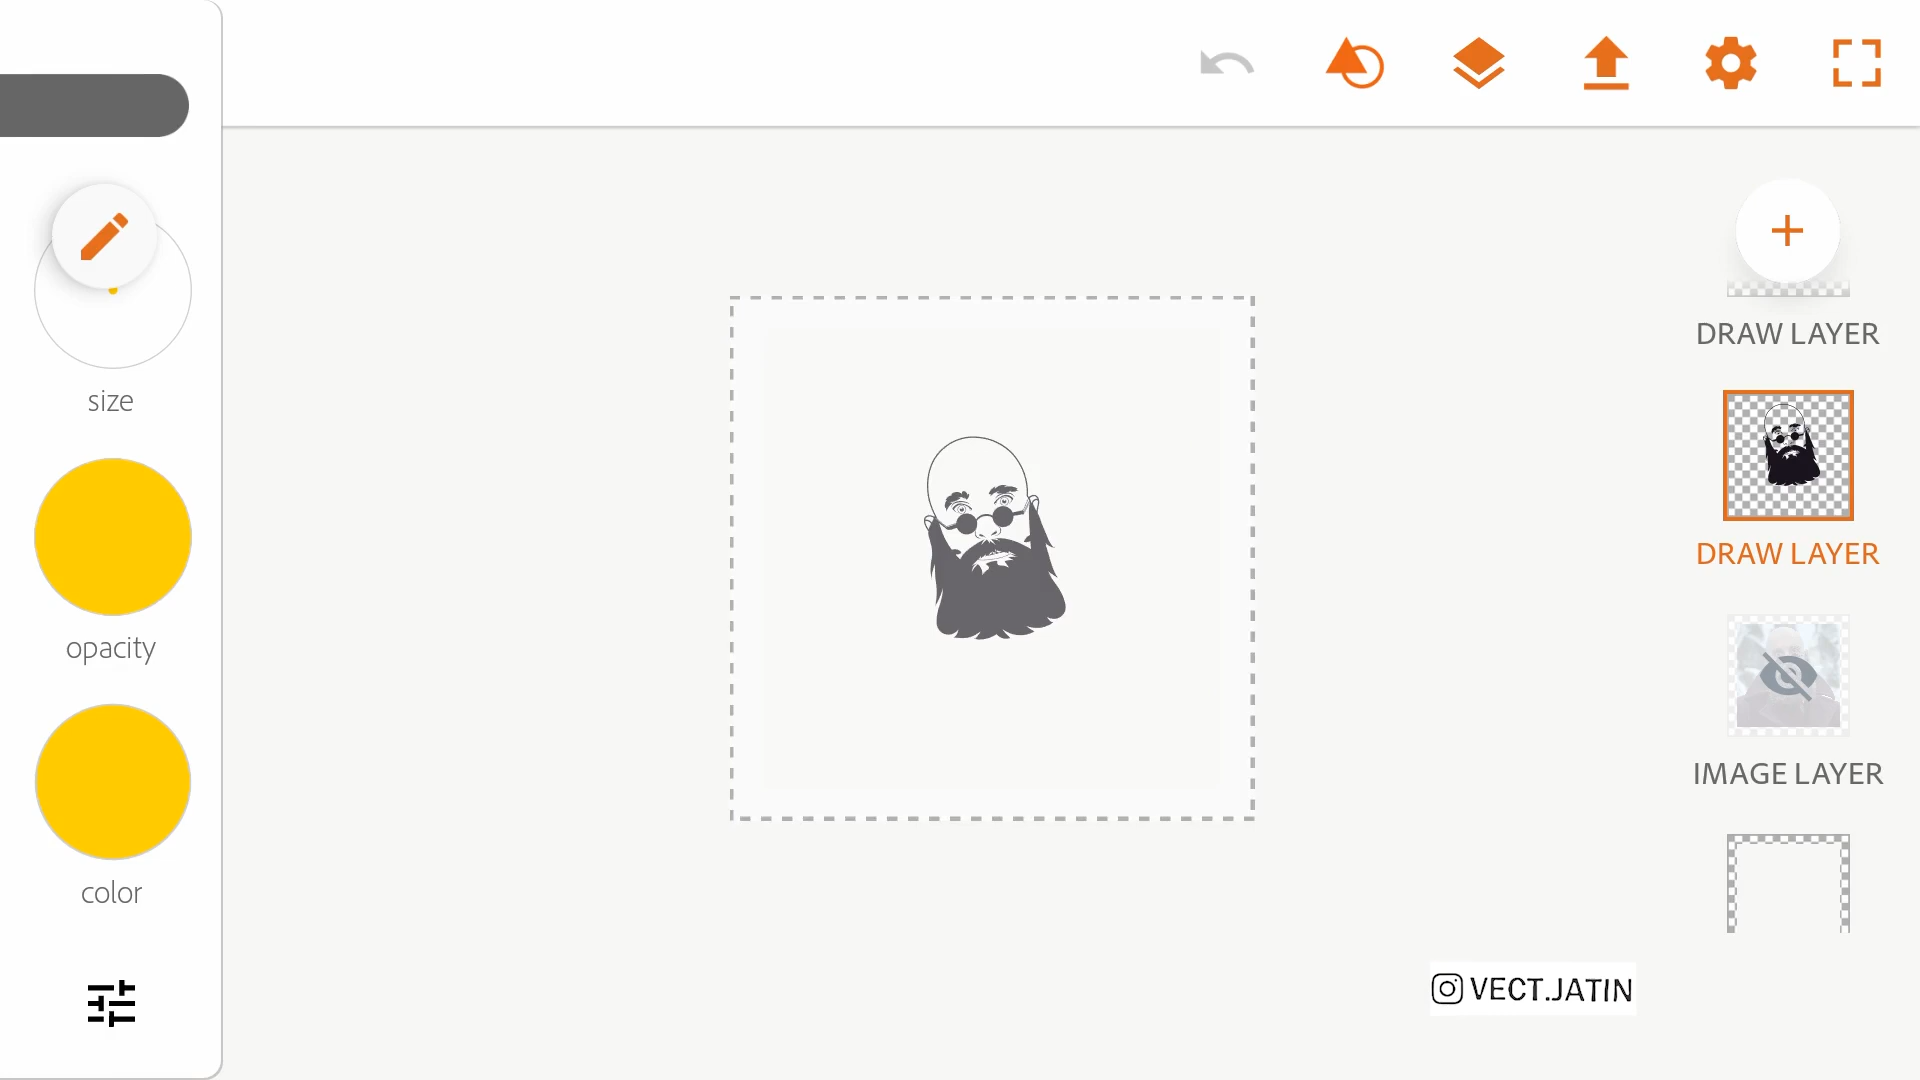 size
opacity
color
DRAW LAYER
DRAW LAYER
IMAGE LAYER
VECT.JATIN